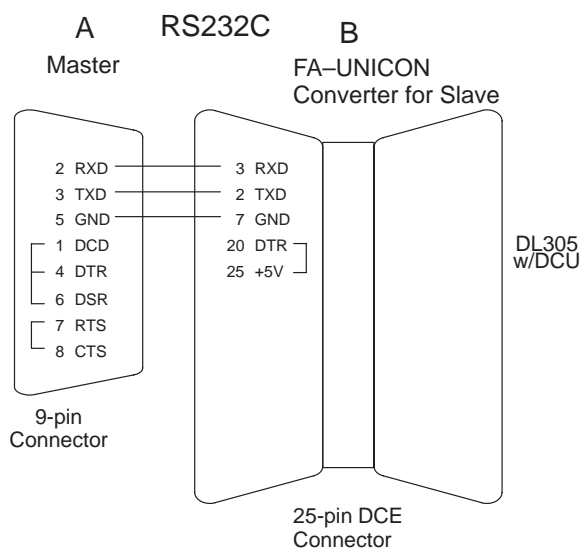 A RS232C B
Master
FA–UNICON
Converter for Slave
2 RXD 3 RXD
3 TXD 2 TXD
5 GND 7 GND
1 DCD 20 DTR
4 DTR 25 +5V
6 DSR
7 RTS
8 CTS
DL305
w/DCU
9-pin
Connector
25-pin DCE
Connector